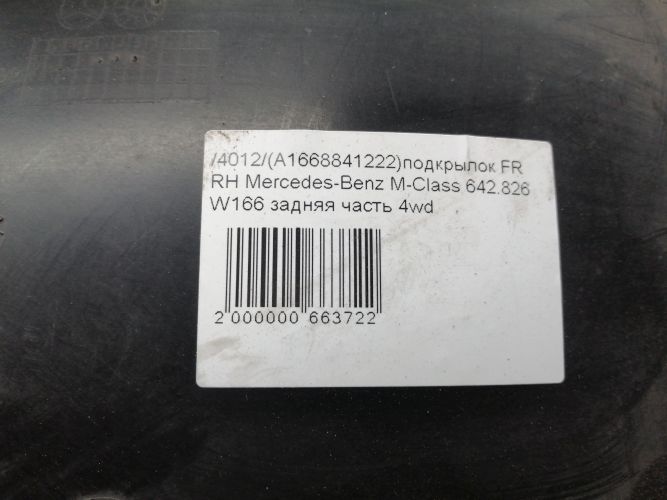 /4012/(A1668841222)подкрылок FR
RH Mercedes-Benz M-Class 642.826
W166 задняя часть 4wd
2 000000 663722